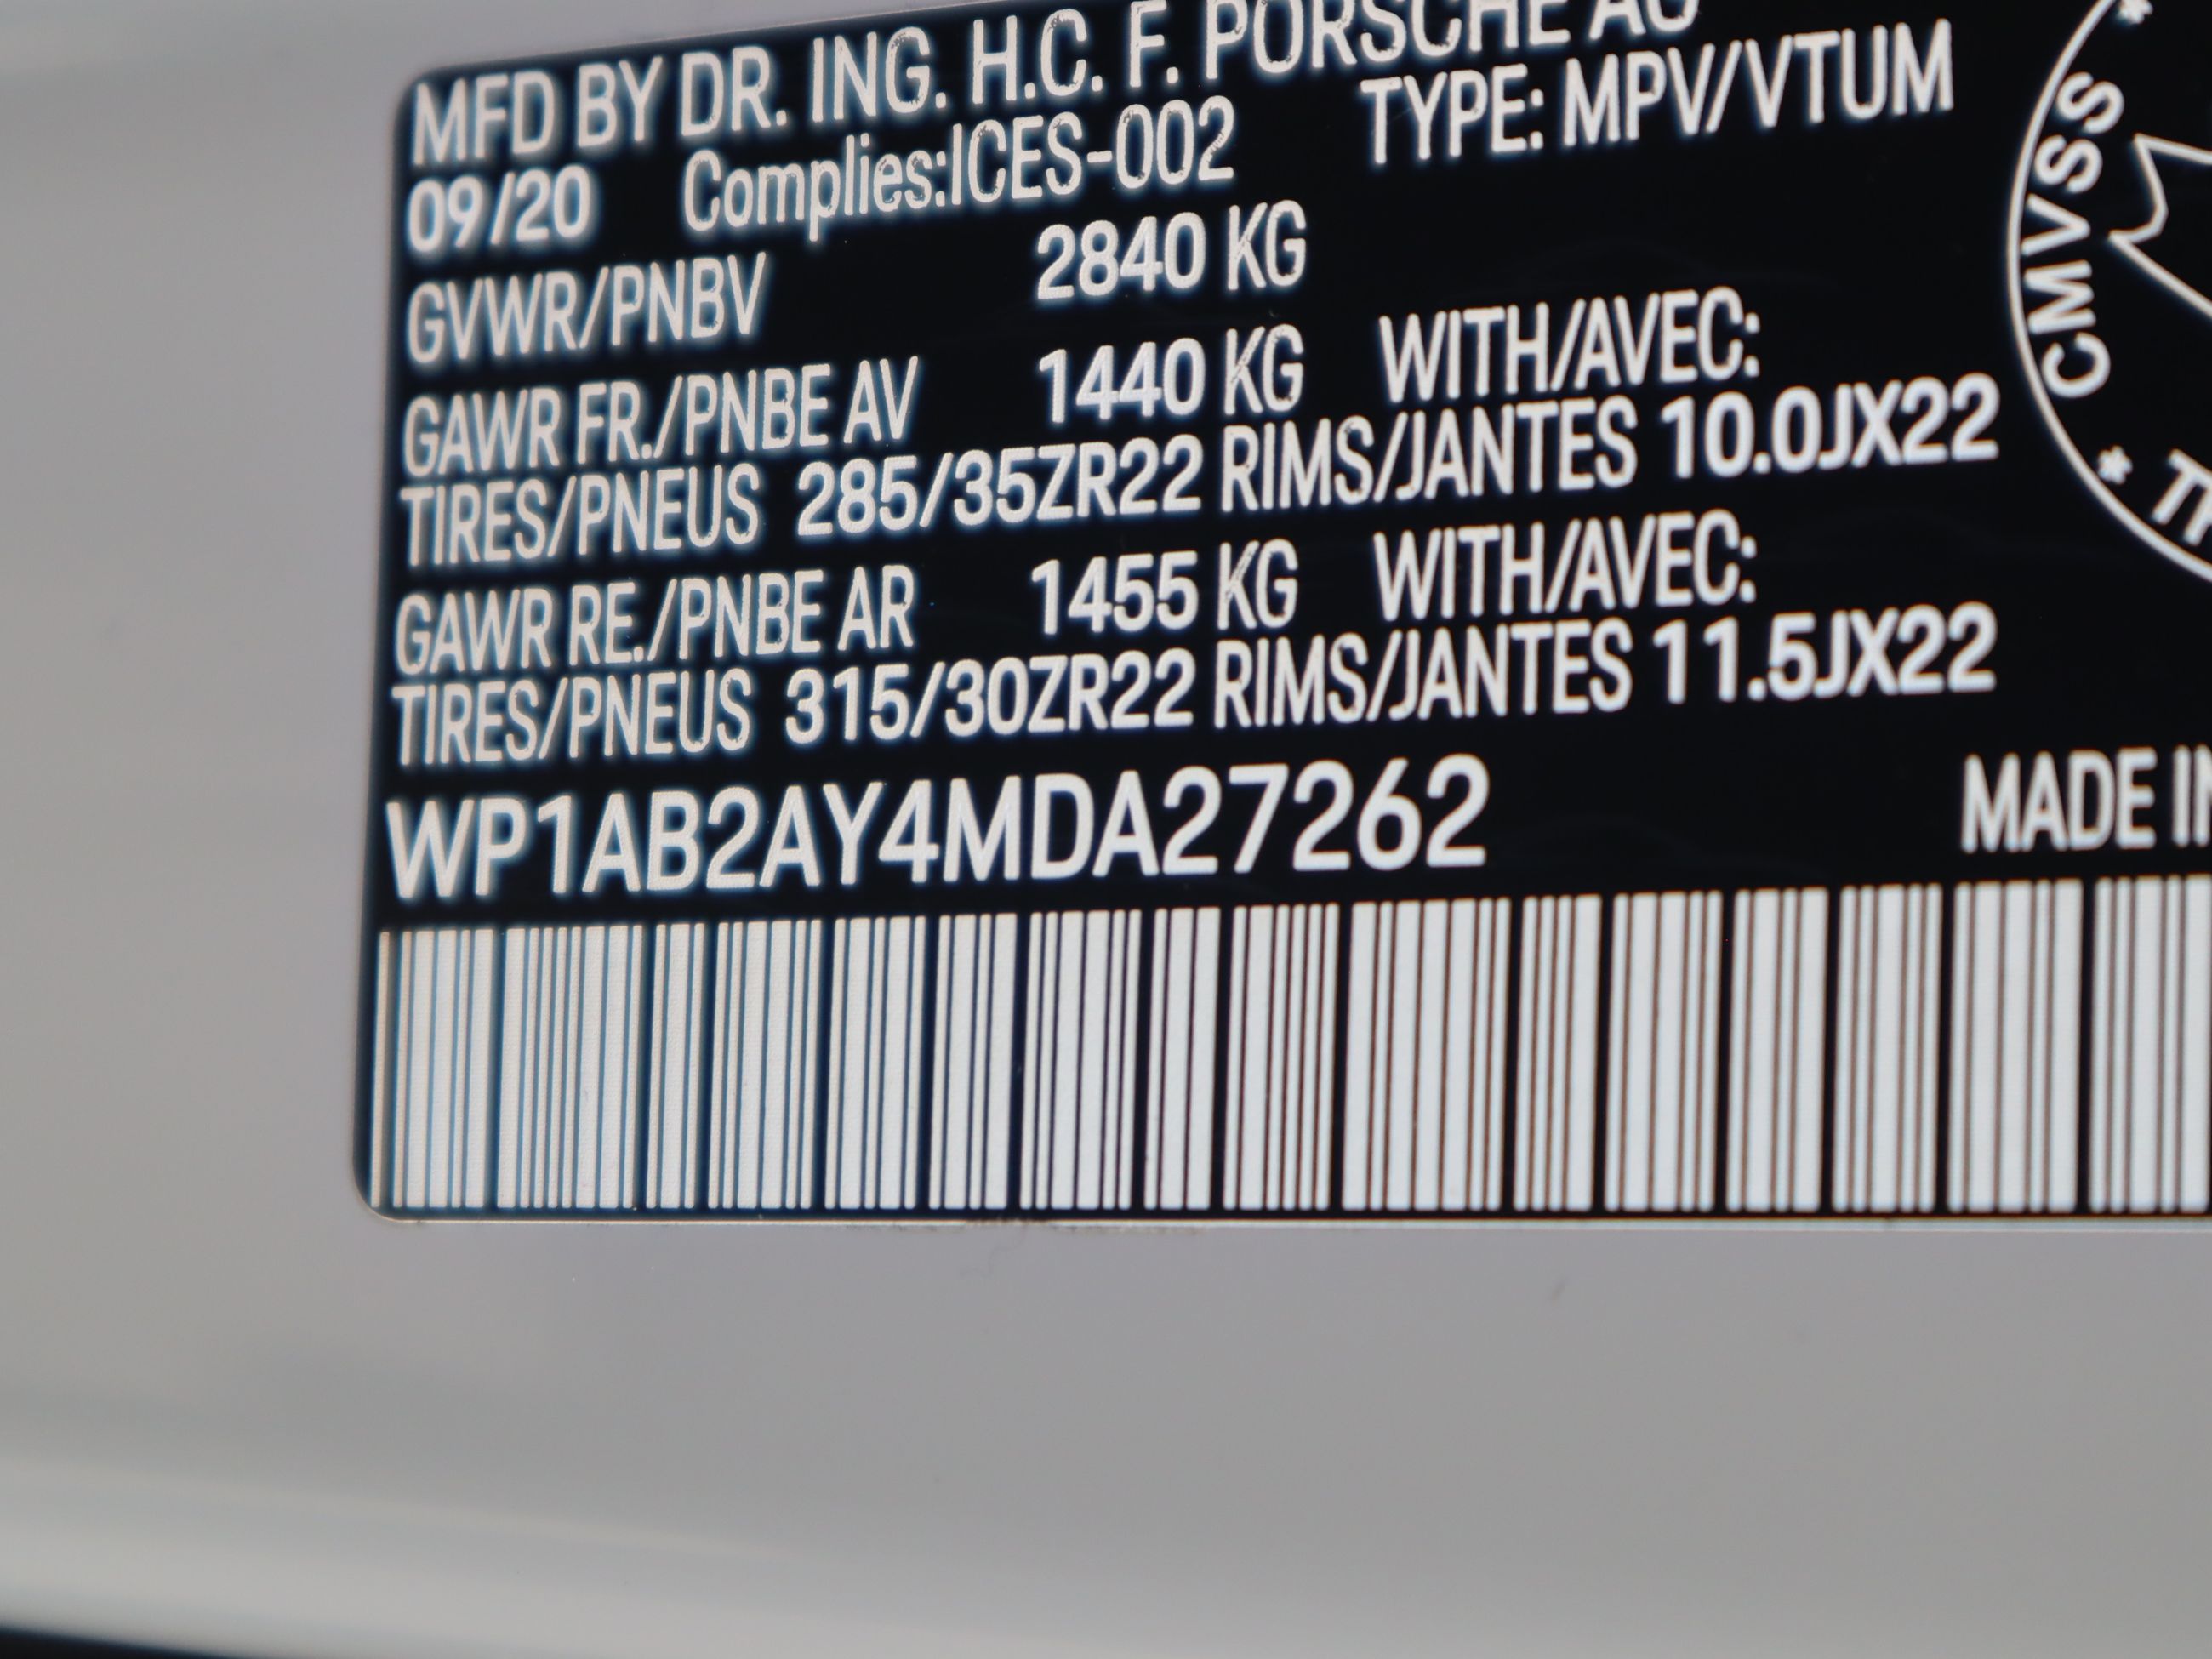 MFD BY DR. ING. H.C. F. PORSCHE AG
09/20 Complies:ICES-002 TYPE: MPV/VTUM
GVWR/PNBV 2840 KG
GAWR FR./PNBE AV 1440 KG WITH/AVEC:
TIRES/PNEUS 285/35ZR22 RIMS/JANTES 10.0JX22
GAWR RE./PNBE AR 1455 KG WITH/AVEC:
TIRES/PNEUS 315/30ZR22 RIMS/JANTES 11.5JX22
WP1AB2AY4MDA27262
MADE IN
* CMVSS *